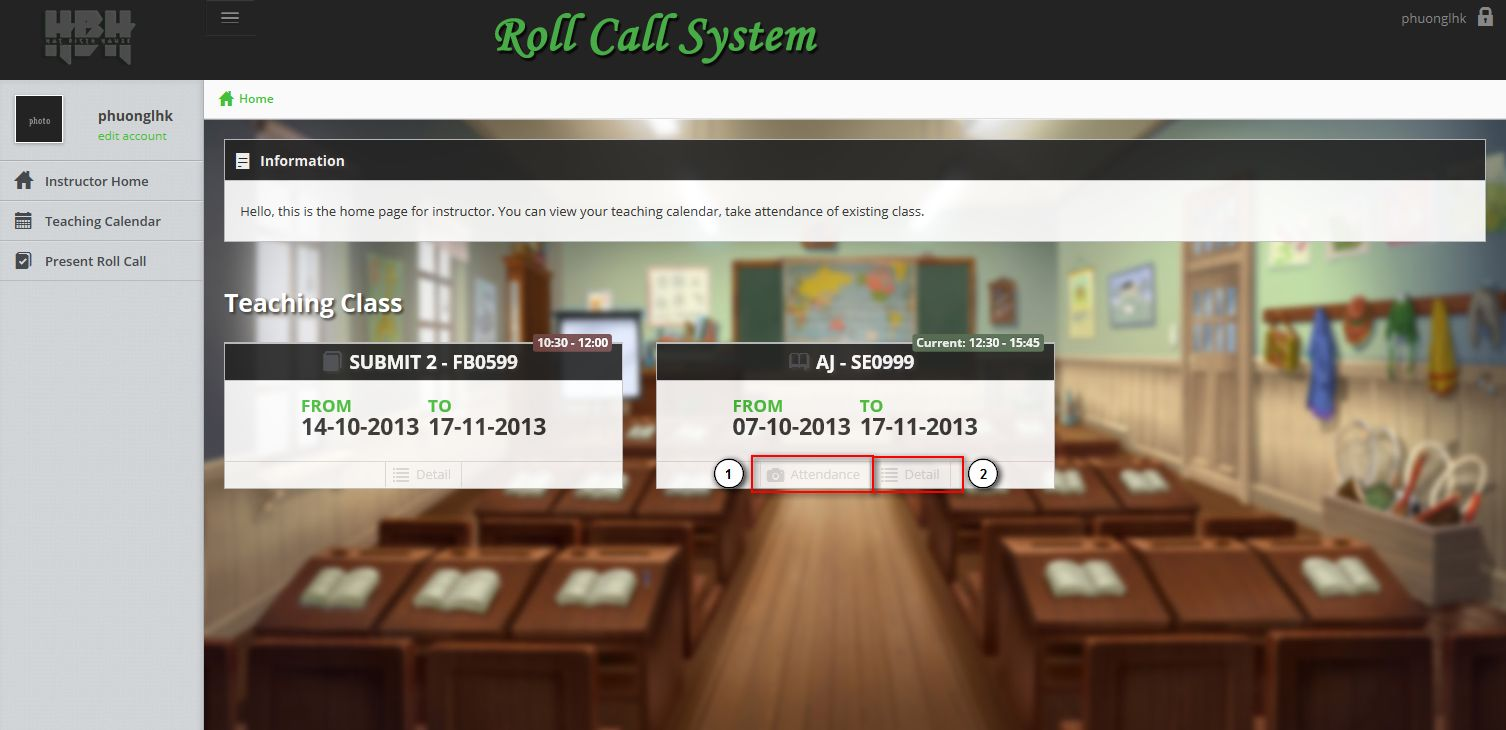 HBH
Roll Call System
phuonglhk
photo
phuonglhk
edit account
Instructor Home
Teaching Calendar
Present Roll Call
Home
Information
Hello, this is the home page for instructor. You can view your teaching calendar, take attendance of existing class.
Teaching Class
10:30 - 12:00
SUBMIT 2 - FB0599
FROM TO
14-10-2013 17-11-2013
Detail
Current: 12:30 - 15:45
AJ - SE0999
FROM TO
07-10-2013 17-11-2013
1 Attendance Detail 2